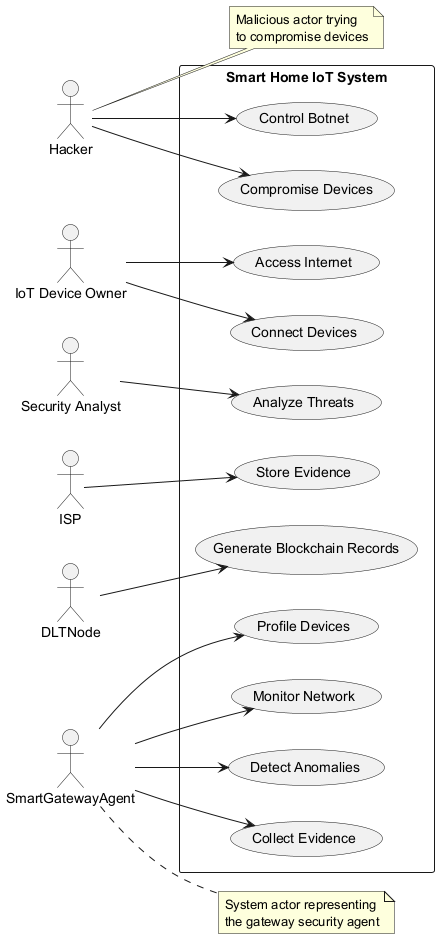 Malicious actor trying
to compromise devices
Smart Home IoT System
Hacker
Control Botnet
Compromise Devices
IoT Device Owner
Access Internet
Connect Devices
Security Analyst
Analyze Threats
ISP
Store Evidence
DLTNode
Generate Blockchain Records
SmartGatewayAgent
Profile Devices
Monitor Network
Detect Anomalies
Collect Evidence
System actor representing
the gateway security agent